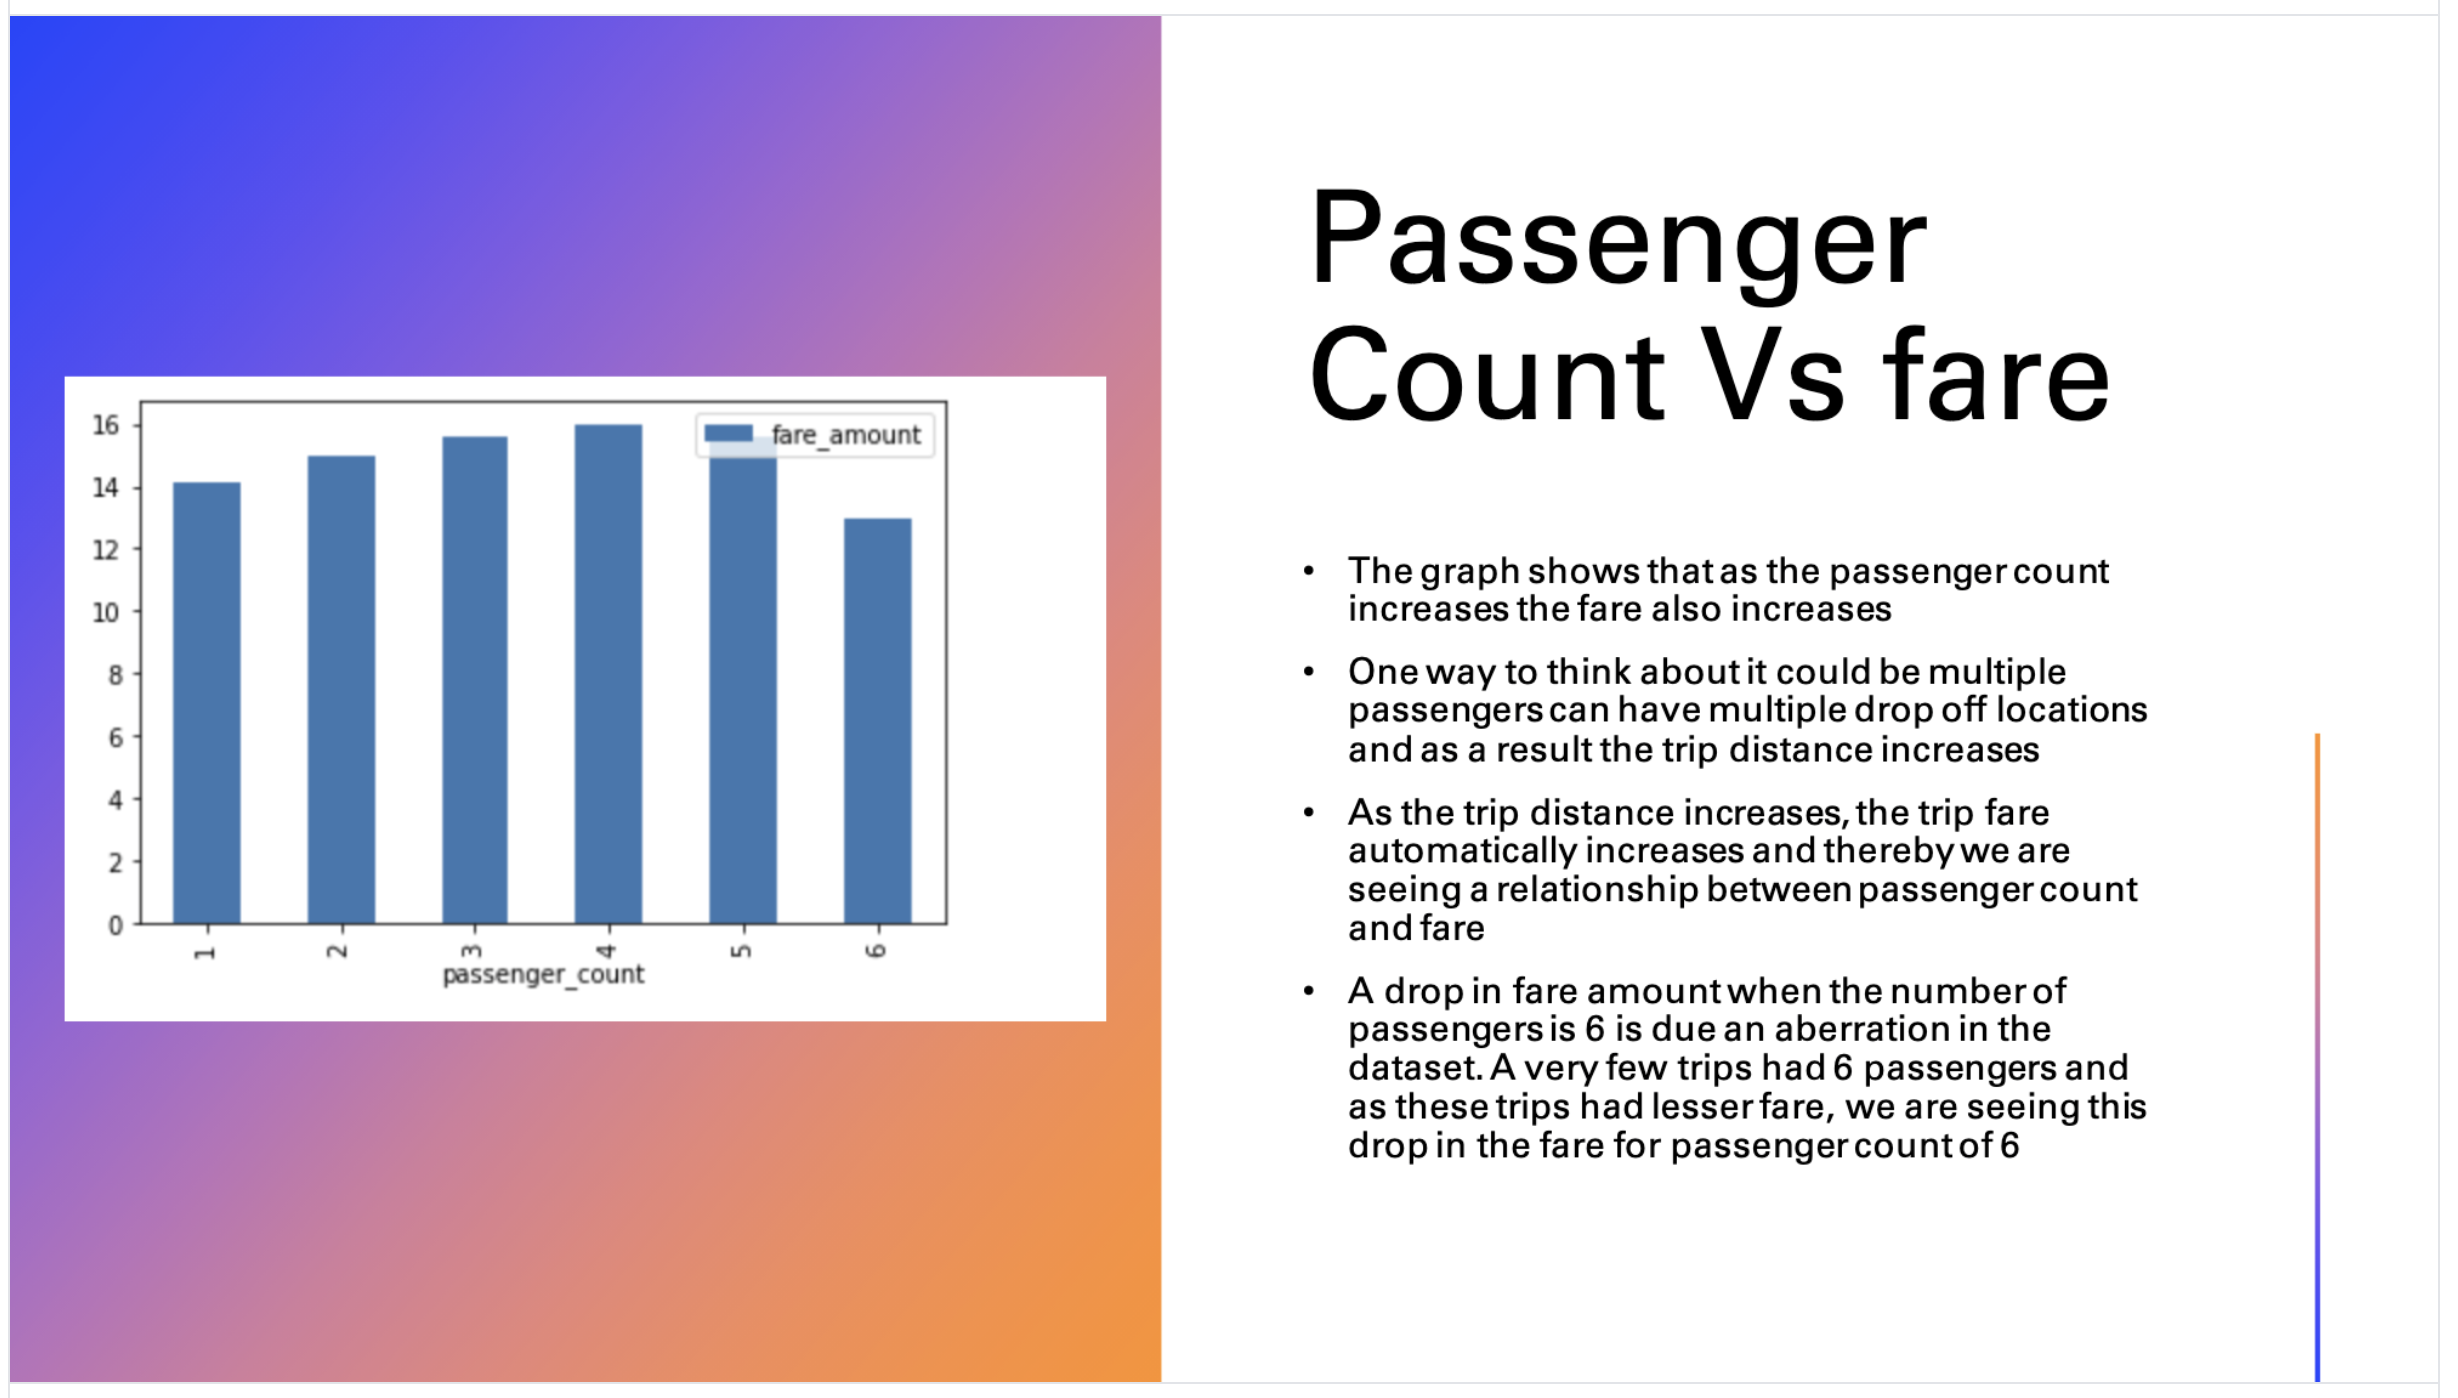 16
14
12
10
8
6
4
2
0
fare_amount
1
2
3
4
5
6
passenger_count
Passenger
Count Vs fare
• The graph shows that as the passenger count
increases the fare also increases
• One way to think about it could be multiple
passengers can have multiple drop off locations
and as a result the trip distance increases
• As the trip distance increases, the trip fare
automatically increases and thereby we are
seeing a relationship between passenger count
and fare
• A drop in fare amount when the number of
passengers is 6 is due an aberration in the
dataset. A very few trips had 6 passengers and
as these trips had lesser fare, we are seeing this
drop in the fare for passenger count of 6